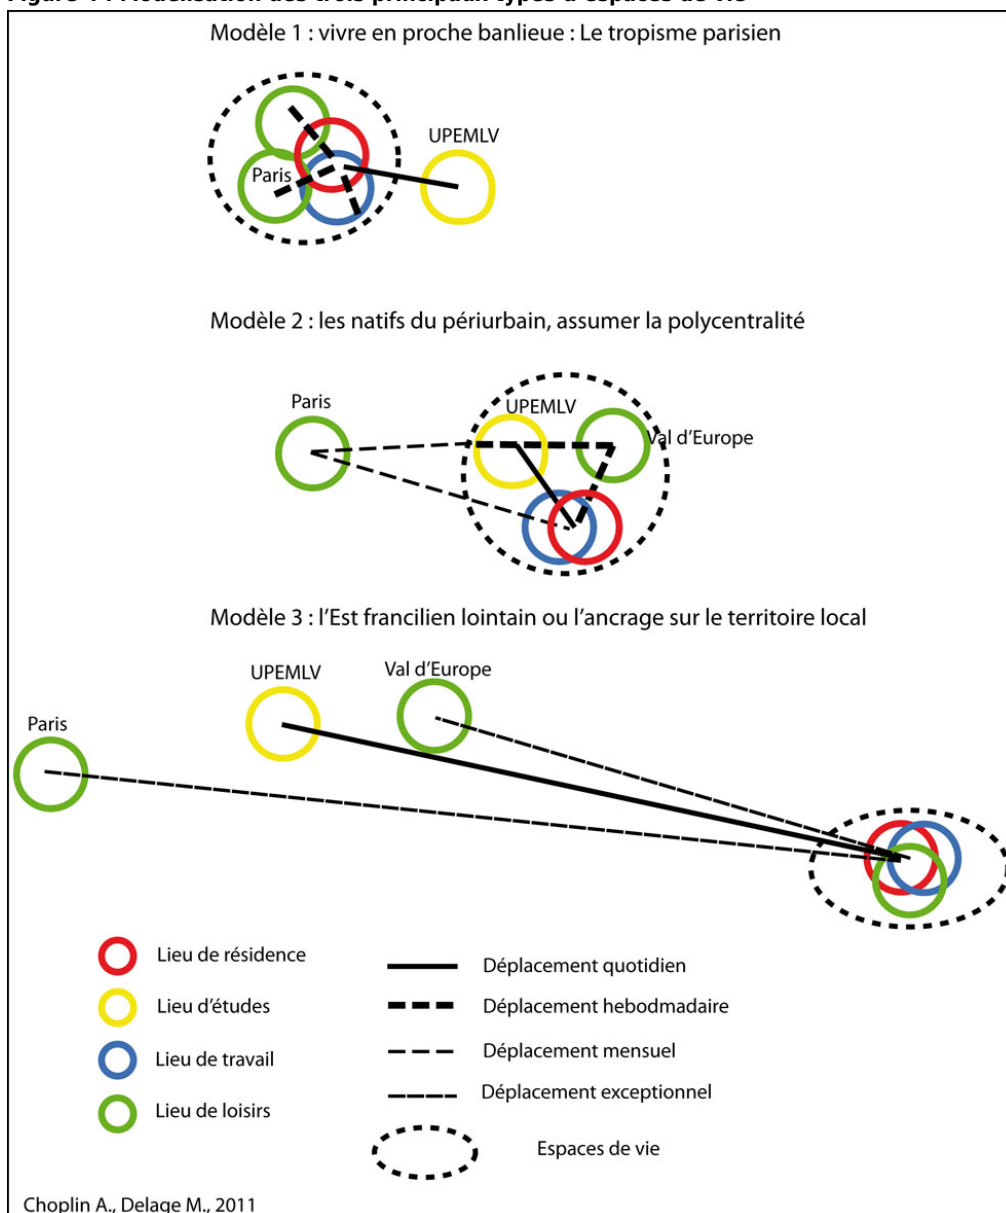 Modèle 1 : vivre en proche banlieue : Le tropisme parisien
UPEMLV
Paris
Modèle 2 : les natifs du périurbain, assumer la polycentralité
Paris
UPEMLV
Val d'Europe
Modèle 3 : l'Est francilien lointain ou l'ancrage sur le territoire local
UPEMLV
Val d'Europe
Paris
Lieu de résidence
Lieu d'études
Lieu de travail
Lieu de loisirs
Déplacement quotidien
Déplacement hebodmadaire
Déplacement mensuel
Déplacement exceptionnel
Espaces de vie
Choplin A., Delage M., 2011